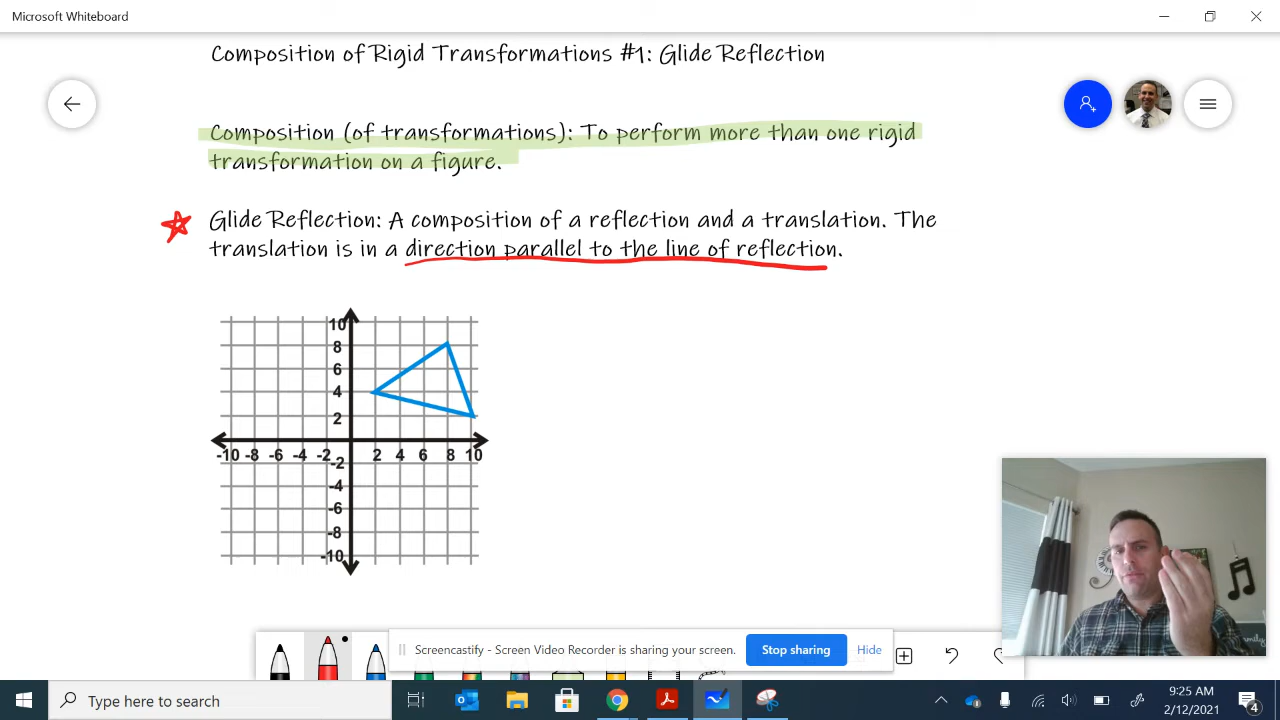 Microsoft Whiteboard
Composition of Rigid Transformations #1: Glide Reflection
Composition (of transformations): To perform more than one rigid
transformation on a figure.
Glide Reflection: A composition of a reflection and a translation. The
translation is in a direction parallel to the line of reflection.
10
8
6
4
2
-10 -8 -6 -4 -2 2 4 6 8 10
-2
-4
-6
-8
-10
Screencastify - Screen Video Recorder is sharing your screen. Stop sharing Hide
Type here to search
9:25 AM
2/12/2021
4